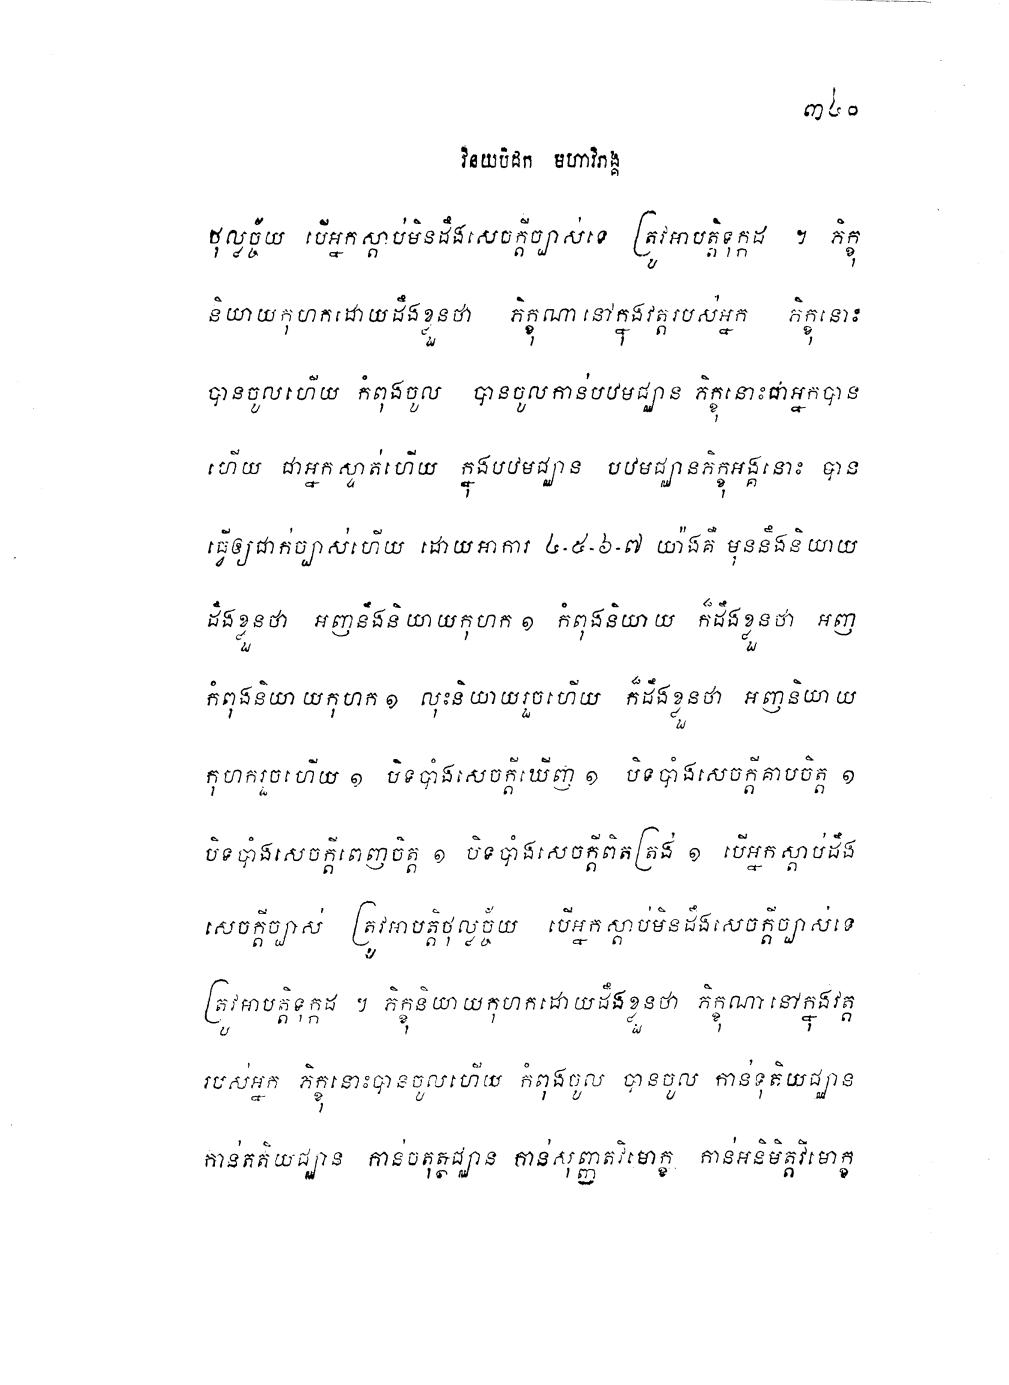 ៣៤០
វិនយបិដក មហាវិភង្គ
ថុល្លច្ច័យ បើអ្នកស្តាប់មិនដឹងសេចក្តីច្បាស់ទេ ត្រូវអាបត្តិទុក្កដ ។ ភិក្ខុ
និយាយកុហកដោយដឹងខ្លួនថា ភិក្ខុណានៅក្នុងវត្តរបស់អ្នក ភិក្ខុនោះ
បានចូលហើយ កំពុងចូល បានចូលកាន់បឋមជ្ឈាន ភិក្ខុនោះជាអ្នកបាន
ហើយ ជាអ្នកស្ទាត់ហើយ ក្នុងបឋមជ្ឈាន បឋមជ្ឈានភិក្ខុអង្គនោះ បាន
ធ្វើឲ្យជាក់ច្បាស់ហើយ ដោយអាការ ៤-៥-៦-៧ យ៉ាងគឺ មុននឹងនិយាយ
ដឹងខ្លួនថា អញនឹងនិយាយកុហក ១ កំពុងនិយាយ ក៏ដឹងខ្លួនថា អញ
កំពុងនិយាយកុហក ១ លុះនិយាយរួចហើយ ក៏ដឹងខ្លួនថា អញនិយាយ
កុហករួចហើយ ១ បិទបាំងសេចក្តីឃើញ ១ បិទបាំងសេចក្តីគាប់ចិត្ត ១
បិទបាំងសេចក្តីពេញចិត្ត ១ បិទបាំងសេចក្តីពិតត្រង់ ១ បើអ្នកស្តាប់ដឹង
សេចក្តីច្បាស់ ត្រូវអាបត្តិថុល្លច្ច័យ បើអ្នកស្តាប់មិនដឹងសេចក្តីច្បាស់ទេ
ត្រូវអាបត្តិទុក្កដ ។ ភិក្ខុនិយាយកុហកដោយដឹងខ្លួនថា ភិក្ខុណានៅក្នុងវត្ត
របស់អ្នក ភិក្ខុនោះបានចូលហើយ កំពុងចូល បានចូល កាន់ទុតិយជ្ឈាន
កាន់តតិយជ្ឈាន កាន់ចតុត្ថជ្ឈាន កាន់សុញ្ញតវិមោក្ខ កាន់អនិមិត្តវិមោក្ខ